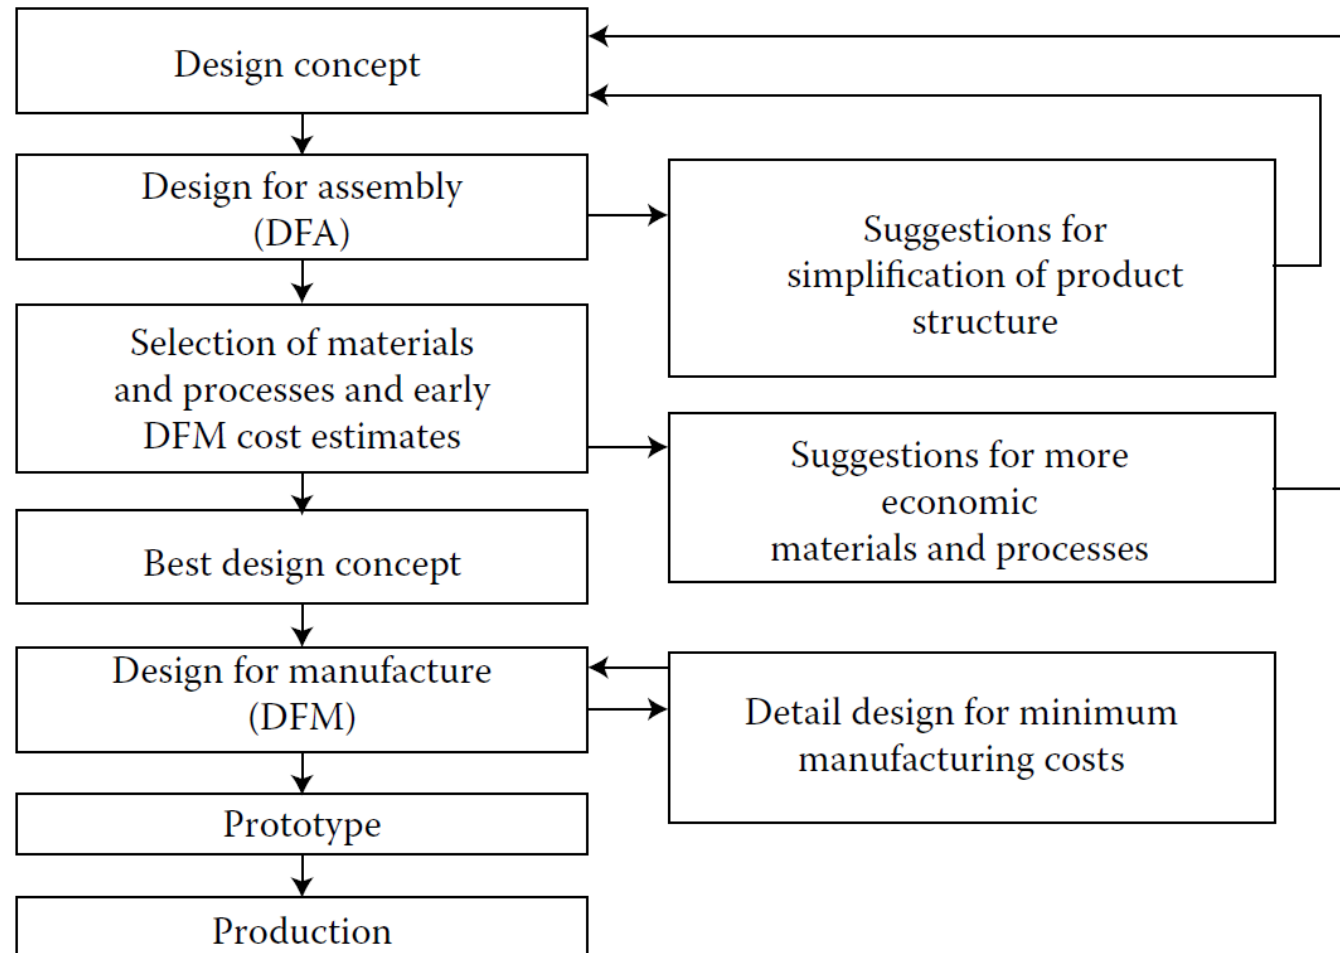 Design concept
Design for assembly
(DFA)
Suggestions for
simplification of product
structure
Selection of materials
and processes and early
DFM cost estimates
Suggestions for more
economic
materials and processes
Best design concept
Design for manufacture
(DFM)
Detail design for minimum
manufacturing costs
Prototype
Production